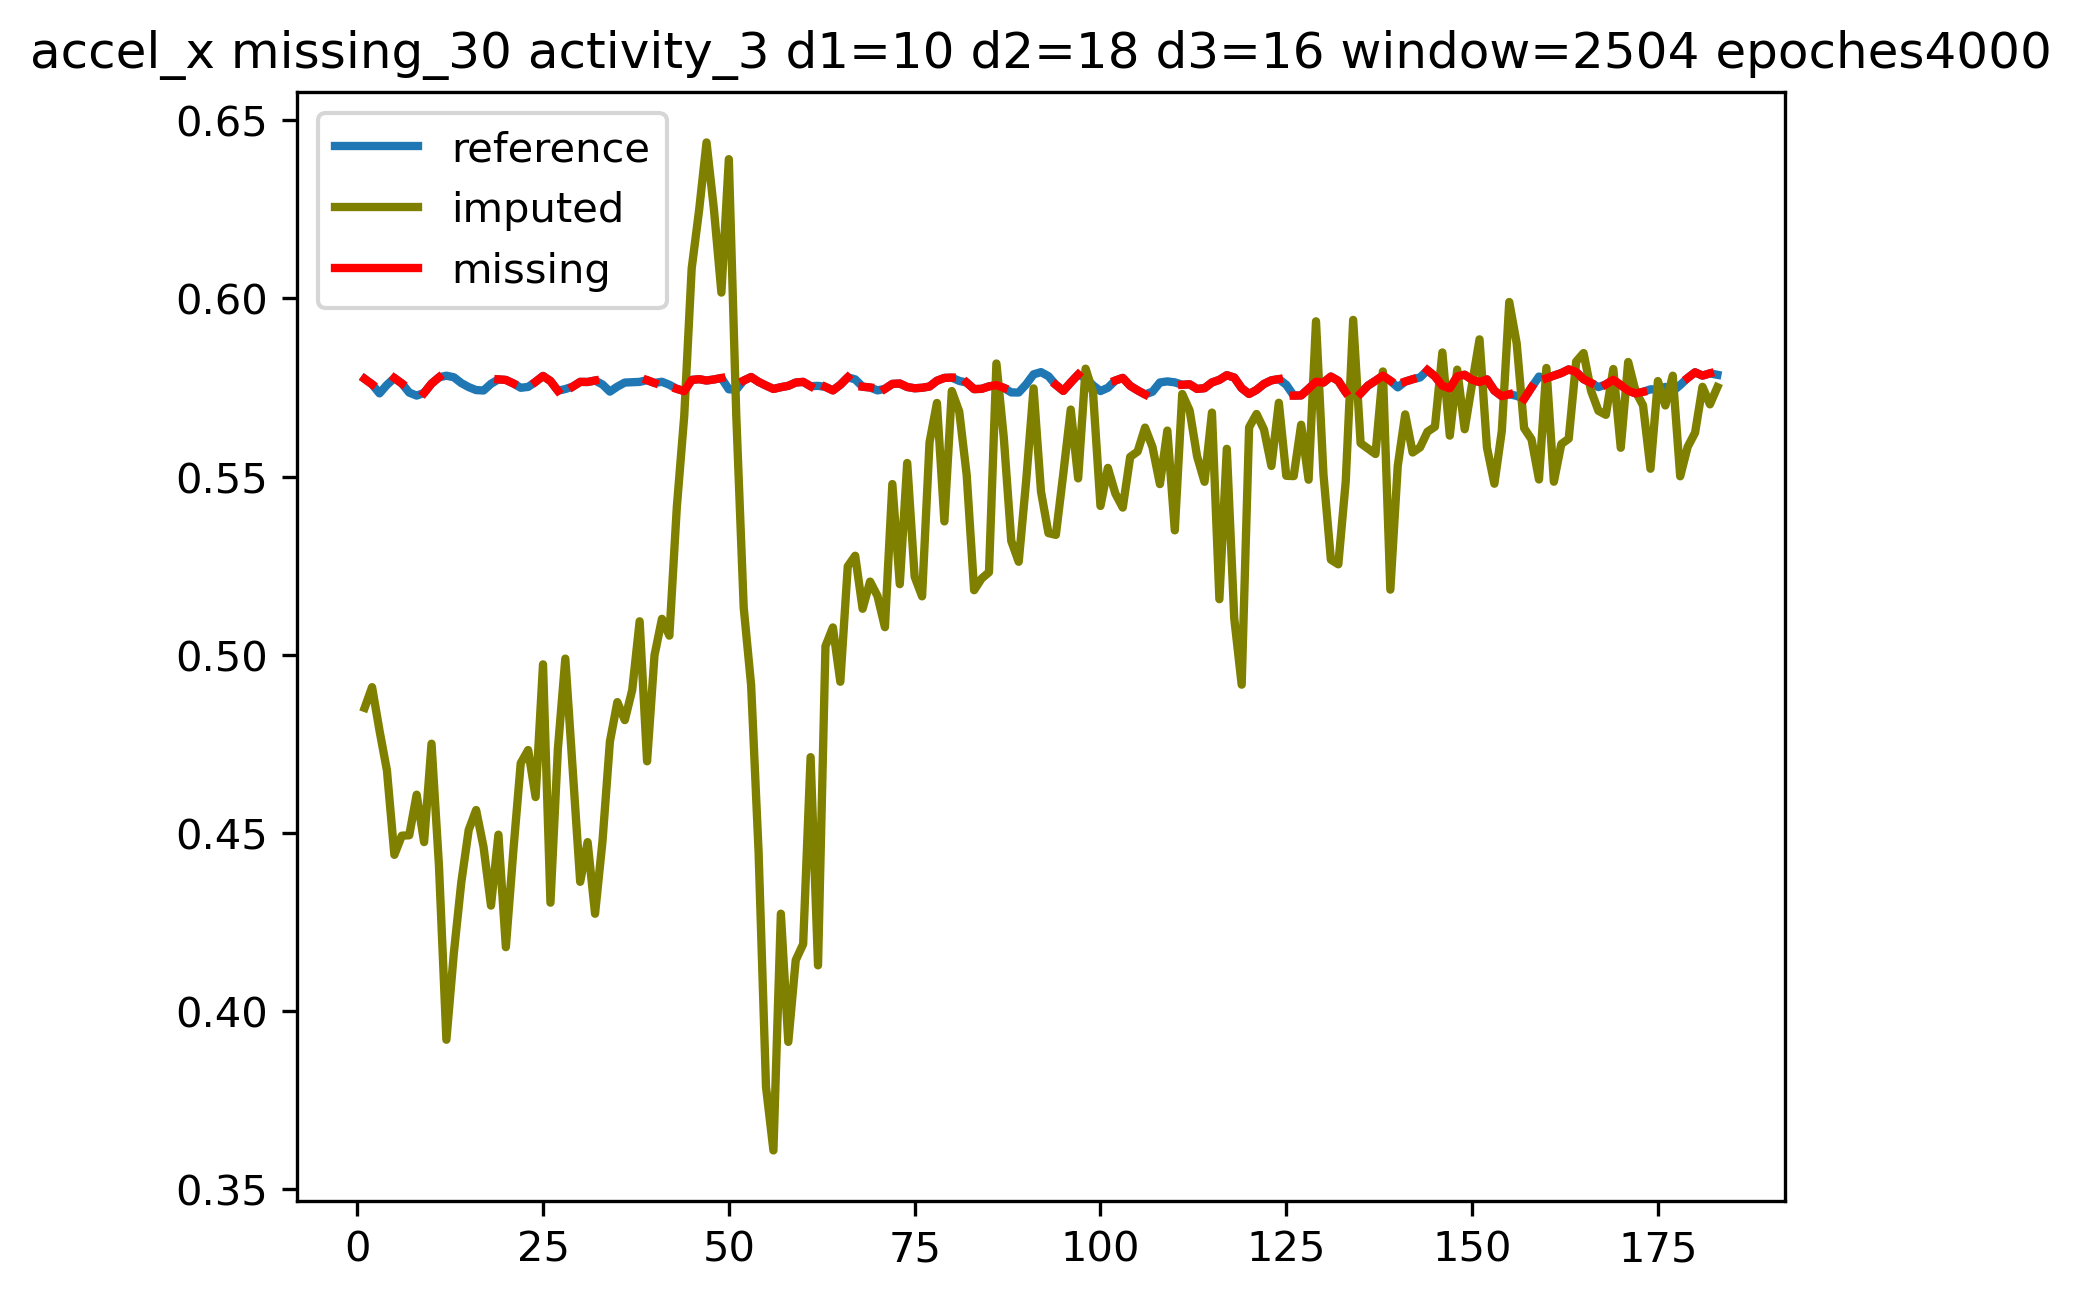 accel_x missing_30 activity_3 d1=10 d2=18 d3=16 window=2504 epoches4000
reference
imputed
missing
0.65
0.60
0.55
0.50
0.45
0.40
0.35
0 25 50 75 100 125 150 175